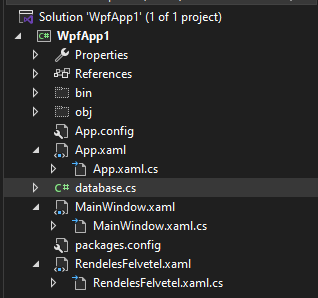 Solution 'WpfApp1' (1 of 1 project)
C# WpfApp1
Properties
References
bin
obj
App.config
App.xaml
App.xaml.cs
C# database.cs
MainWindow.xaml
MainWindow.xaml.cs
packages.config
RendelesFelvetel.xaml
RendelesFelvetel.xaml.cs